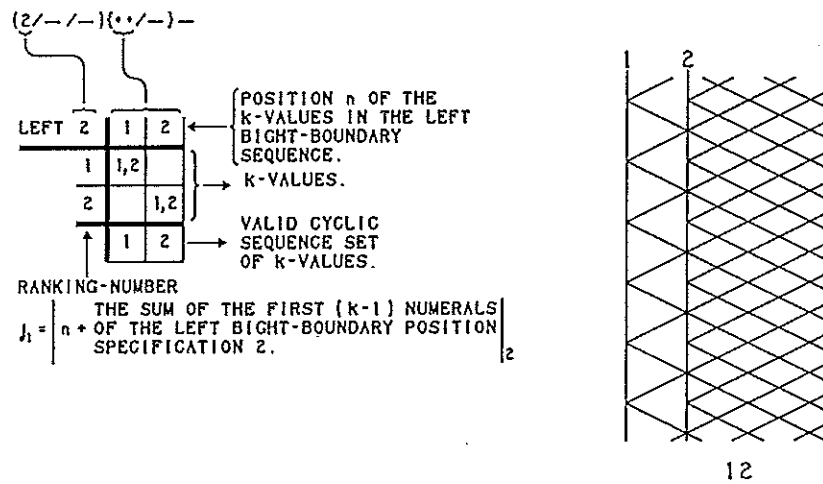 (2/–/–){••/–}–
1 2
POSITION n OF THE
k-VALUES IN THE LEFT
BIGHT-BOUNDARY
SEQUENCE.
LEFT 2 1 2
1 1,2
k-VALUES.
2 1,2
1 2
VALID CYCLIC
SEQUENCE SET
OF k-VALUES.
RANKING-NUMBER
THE SUM OF THE FIRST (k-1) NUMERALS
= | n + OF THE LEFT BIGHT-BOUNDARY POSITION |
SPECIFICATION 2. 2
12